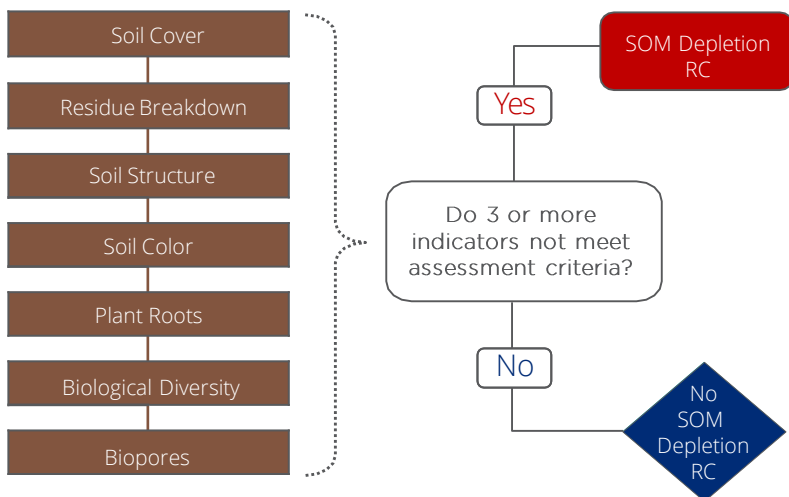 Soil Cover
Residue Breakdown
Soil Structure
Soil Color
Plant Roots
Biological Diversity
Biopores
SOM Depletion
RC
Yes
Do 3 or more
indicators not meet
assessment criteria?
No
No
SOM
Depletion
RC